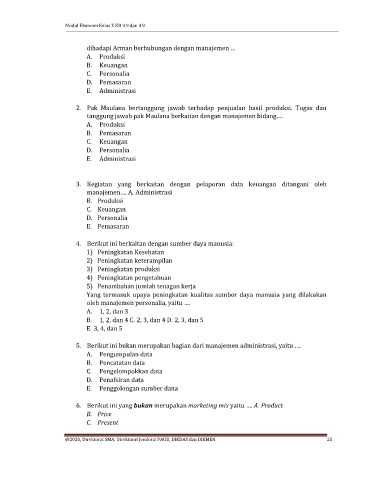 Modul Ekonomi Kelas X KD 3.9 dan 4.9
dihadapi Arman berhubungan dengan manajemen ...
A. Produksi
B. Keuangan
C. Personalia
D. Pemasaran
E. Administrasi
2. Pak Maulana bertanggung jawab terhadap penjualan hasil produksi. Tugas dan
tanggung jawab pak Maulana berkaitan dengan manajemen bidang....
A. Produksi
B. Pemasaran
C. Keuangan
D. Personalia
E. Administrasi
3. Kegiatan yang berkaitan dengan pelaporan data keuangan ditangani oleh
manajemen.... A. Administrasi
B. Produksi
C. Keuangan
D. Personalia
E. Pemasaran
4. Berikut ini berkaitan dengan sumber daya manusia:
1) Peningkatan Kesehatan
2) Peningkatan keterampilan
3) Peningkatan produksi
4) Peningkatan pengetahuan
5) Penambahan jumlah tenagan kerja
Yang termasuk upaya peningkatan kualitas sumber daya manusia yang dilakukan
oleh manajemen personalia, yaitu ....
A. 1, 2, dan 3
B. 1, 2, dan 4 C. 2, 3, dan 4 D. 2, 3, dan 5
E. 3, 4, dan 5
5. Berikut ini bukan merupakan bagian dari manajemen administrasi, yaitu ....
A. Pengumpulan data
B. Pencatatan data
C. Pengelompokkan data
D. Penafsiran data
E. Penggolongan sumber dana
6. Berikut ini yang bukan merupakan marketing mix yaitu .... A. Product
B. Price
C. Present
@2020, Direktorat SMA, Direktorat Jenderal PAUD, DIKDAS dan DIKMEN 25